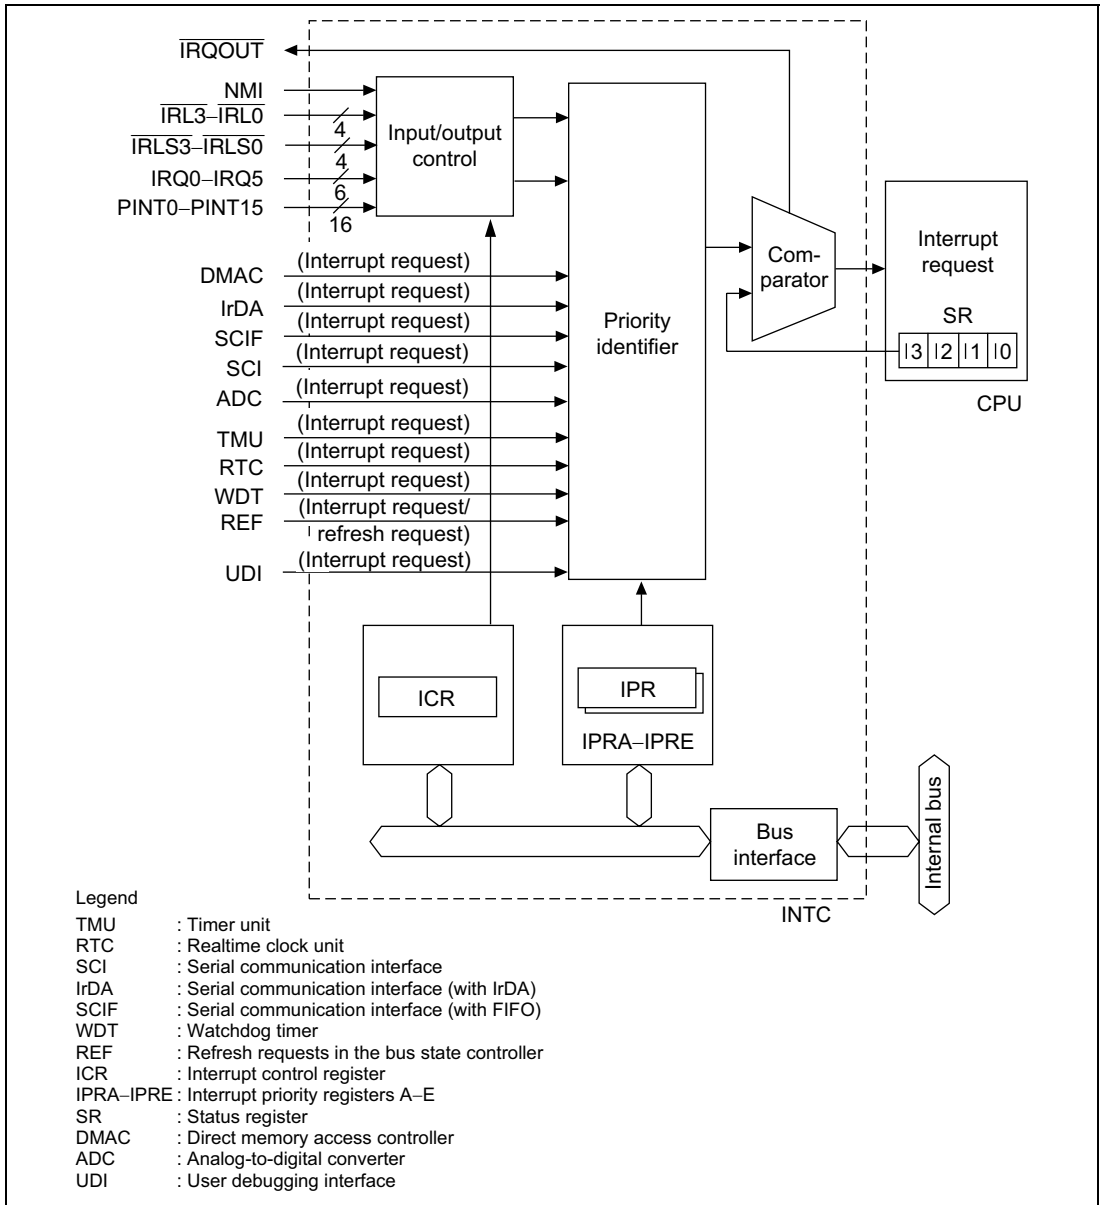 IRQOUT
NMI
IRL3–IRL0
4
IRLS3–IRLS0
4
IRQ0–IRQ5
6
PINT0–PINT15
16
Input/output
control
DMAC
(Interrupt request)
IrDA
(Interrupt request)
SCIF
(Interrupt request)
SCI
(Interrupt request)
ADC
(Interrupt request)
TMU
(Interrupt request)
RTC
(Interrupt request)
WDT
(Interrupt request)
REF
(Interrupt request/
refresh request)
UDI
(Interrupt request)
Priority
identifier
Com-
parator
Interrupt
request
SR
I3 I2 I1 I0
CPU
ICR
IPR
IPRA–IPRE
Bus
interface
Internal bus
INTC
Legend
TMU : Timer unit
RTC : Realtime clock unit
SCI : Serial communication interface
IrDA : Serial communication interface (with IrDA)
SCIF : Serial communication interface (with FIFO)
WDT : Watchdog timer
REF : Refresh requests in the bus state controller
ICR : Interrupt control register
IPRA–IPRE : Interrupt priority registers A–E
SR : Status register
DMAC : Direct memory access controller
ADC : Analog-to-digital converter
UDI : User debugging interface